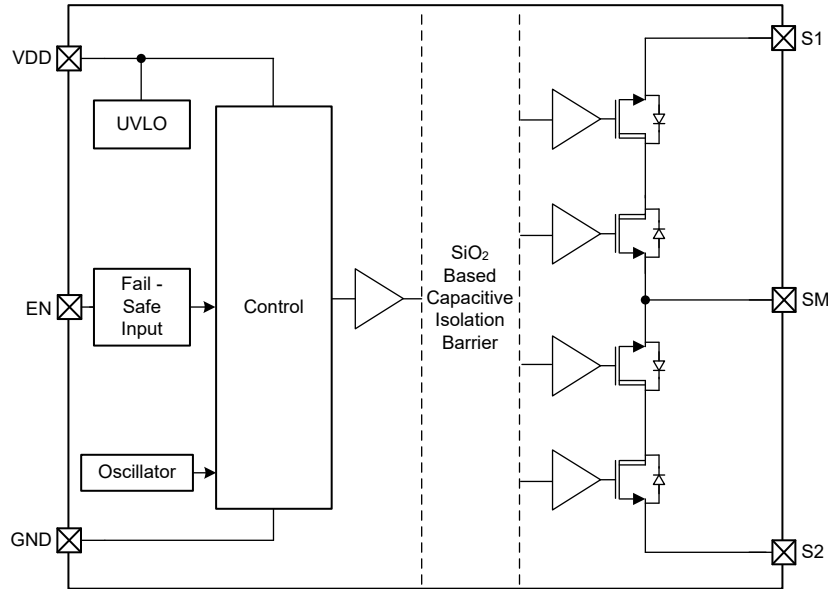 VDD
UVLO
EN
Fail -
Safe
Input
Oscillator
GND
Control
SiO₂
Based
Capacitive
Isolation
Barrier
S1
SM
S2